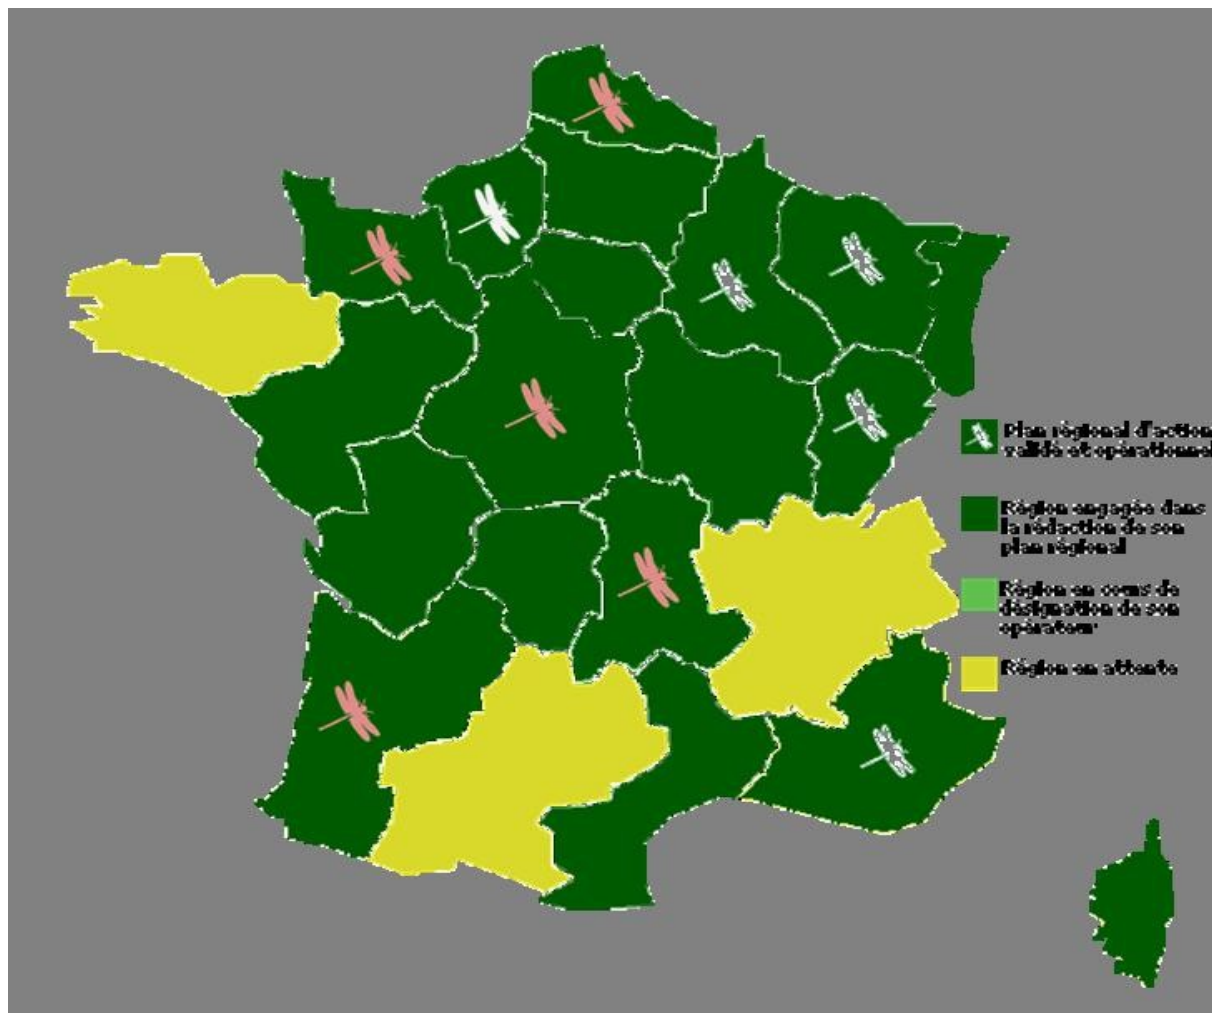 Plan régional d'action
validé et opérationnel
Région engagée dans
la rédaction de son
plan régional
Région en cours de
désignation de son
opérateur
Région en attente